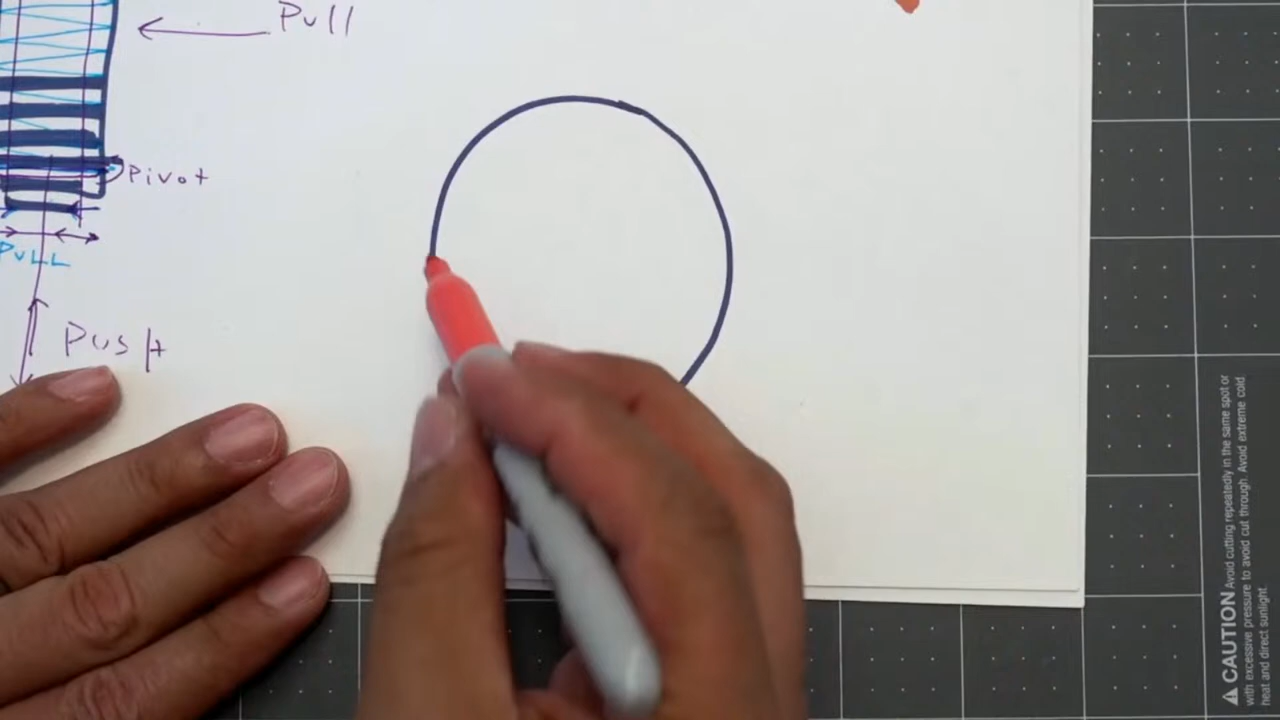 Pull
Pivot
PULL
Push
⚠ CAUTION Avoid cutting repeatedly in the same spot or
with excessive pressure to avoid cut through. Avoid extreme cold
heat and direct sunlight.